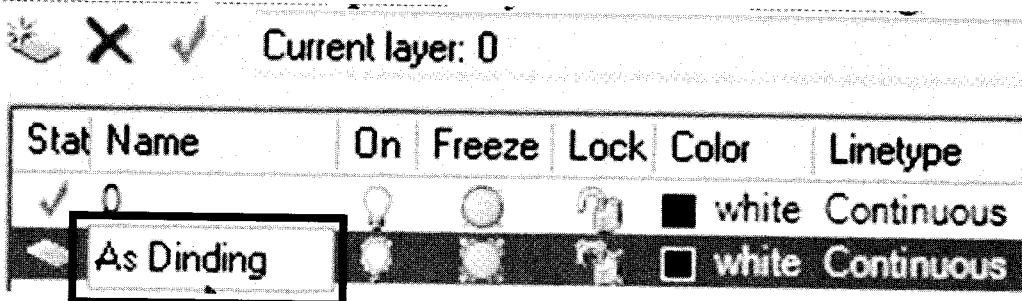 Current layer: 0
Stat Name On Freeze Lock Color Linetype
0 white Continuous
As Dinding white Continuous